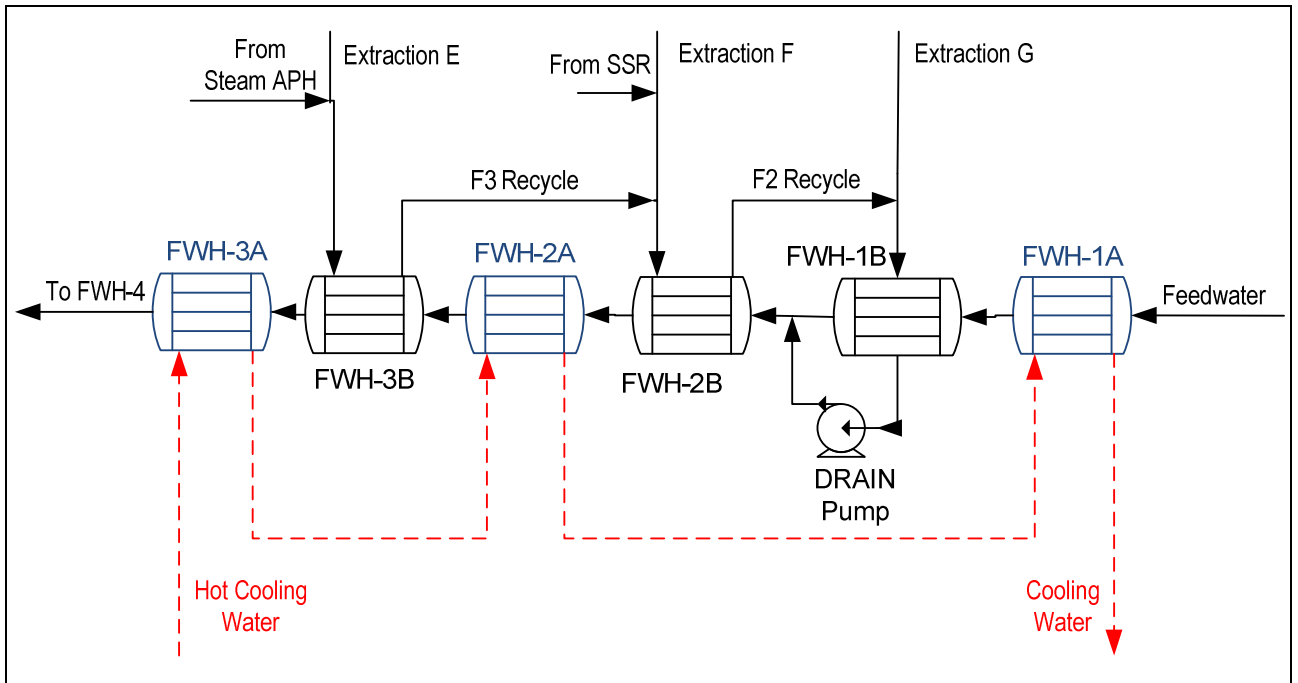 From
Steam APH
Extraction E
From SSR
Extraction F
Extraction G
F3 Recycle
F2 Recycle
FWH-3A
FWH-2A
FWH-1B
FWH-1A
To FWH-4
Feedwater
FWH-3B
FWH-2B
DRAIN
Pump
Hot Cooling
Water
Cooling
Water